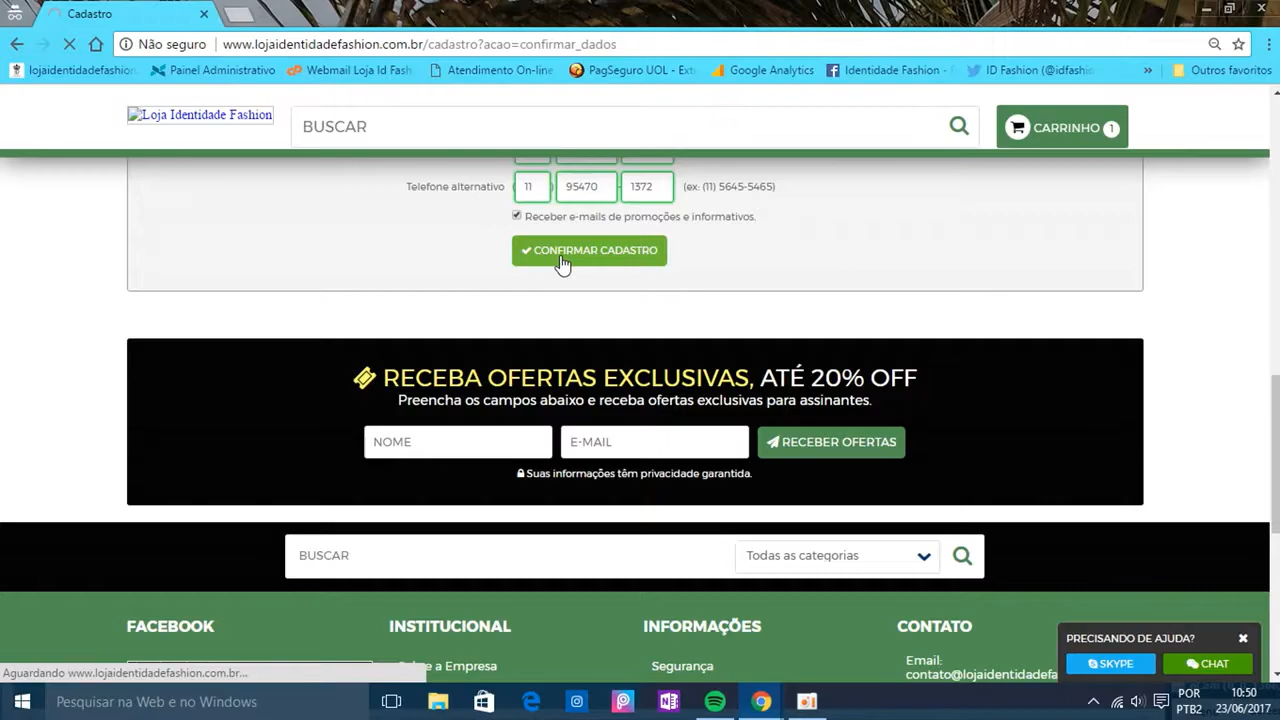 Cadastro
Não seguro
www.lojaidentidadefashion.com.br/cadastro?acao=confirmar_dados
lojaidentidadefashion. Painel Administrativo Webmail Loja Id Fash Atendimento On-line PagSeguro UOL - Ext Google Analytics Identidade Fashion - ID Fashion (@idfashi » Outros favoritos
Loja Identidade Fashion
BUSCAR
CARRINHO 1
Telefone alternativo ( 11 ) 95470 - 1372 (ex: (11) 5645-5465)
Receber e-mails de promoções e informativos.
CONFIRMAR CADASTRO
RECEBA OFERTAS EXCLUSIVAS, ATÉ 20% OFF
Preencha os campos abaixo e receba ofertas exclusivas para assinantes.
NOME E-MAIL RECEBER OFERTAS
Suas informações têm privacidade garantida.
BUSCAR Todas as categorias
FACEBOOK INSTITUCIONAL INFORMAÇÕES CONTATO
PRECISANDO DE AJUDA?
SKYPE CHAT
Sobre a Empresa Segurança Email:
contato@lojaidentidadefa
Aguardando www.lojaidentidadefashion.com.br...
Pesquisar na Web e no Windows
POR
PTB2
10:50
23/06/2017